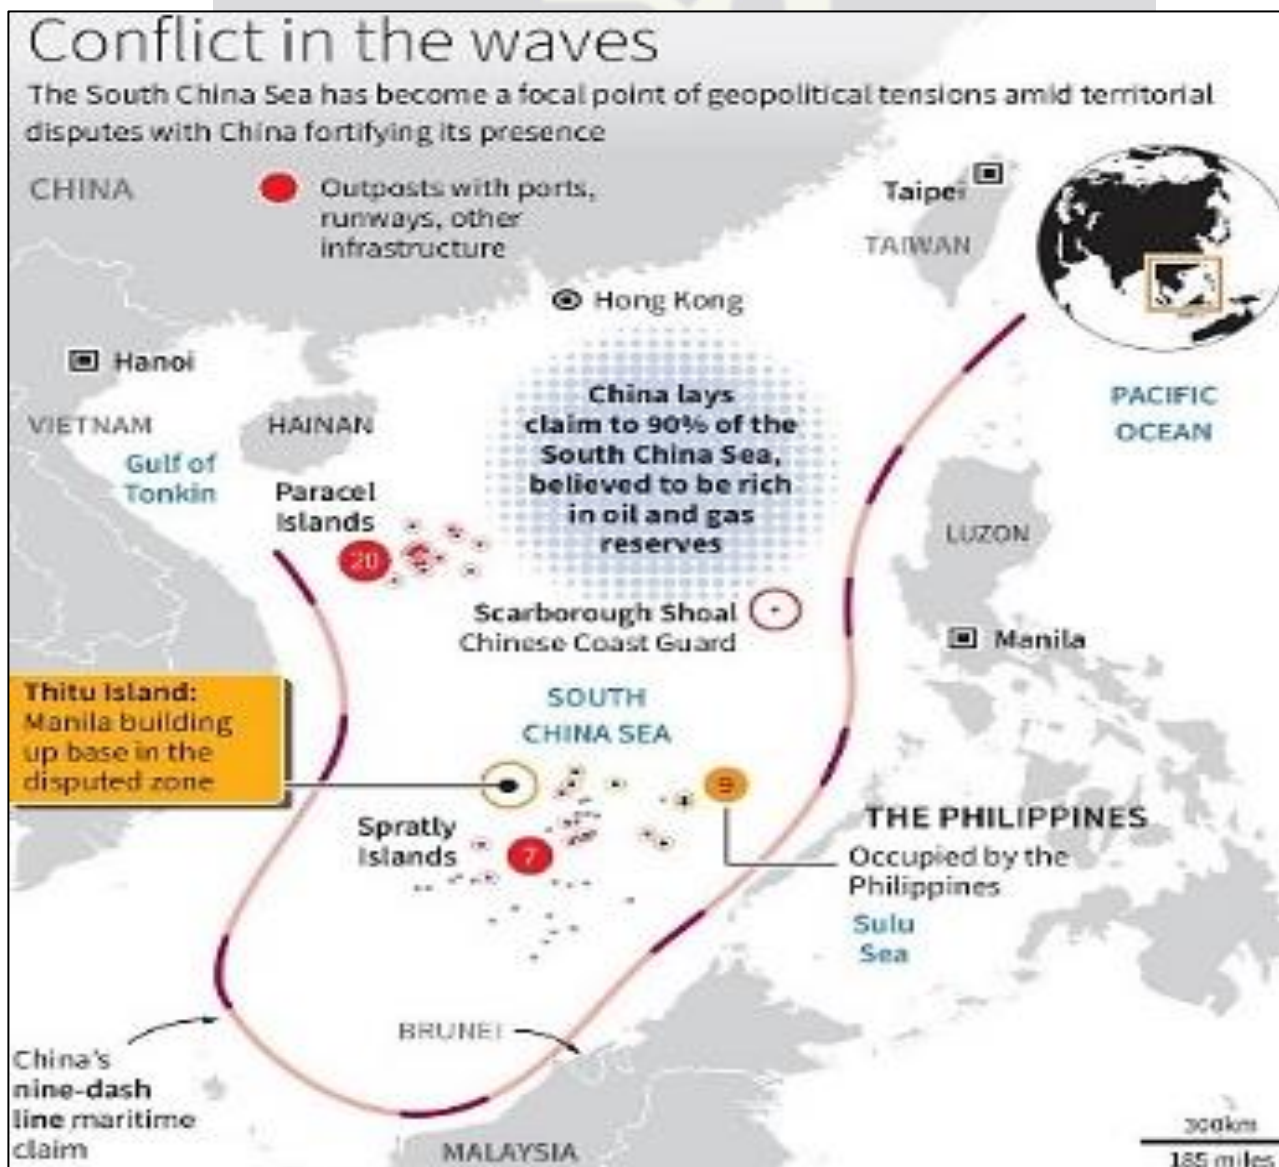 Conflict in the waves
The South China Sea has become a focal point of geopolitical tensions amid territorial
disputes with China fortifying its presence
CHINA
Outposts with ports,
runways, other
infrastructure
Taipei
TAIWAN
Hong Kong
Hanoi
VIETNAM
HAINAN
Gulf of
Tonkin
China lays
claim to 90% of the
South China Sea,
believed to be rich
in oil and gas
reserves
PACIFIC
OCEAN
Paracel
Islands
20
LUZON
Scarborough Shoal
Chinese Coast Guard
Manila
Thitu Island:
Manila building
up base in the
disputed zone
SOUTH
CHINA SEA
9
Spratly
Islands
7
THE PHILIPPINES
Occupied by the
Philippines
Sulu
Sea
BRUNEI
China's
nine-dash
line maritime
claim
MALAYSIA
300km
185 miles